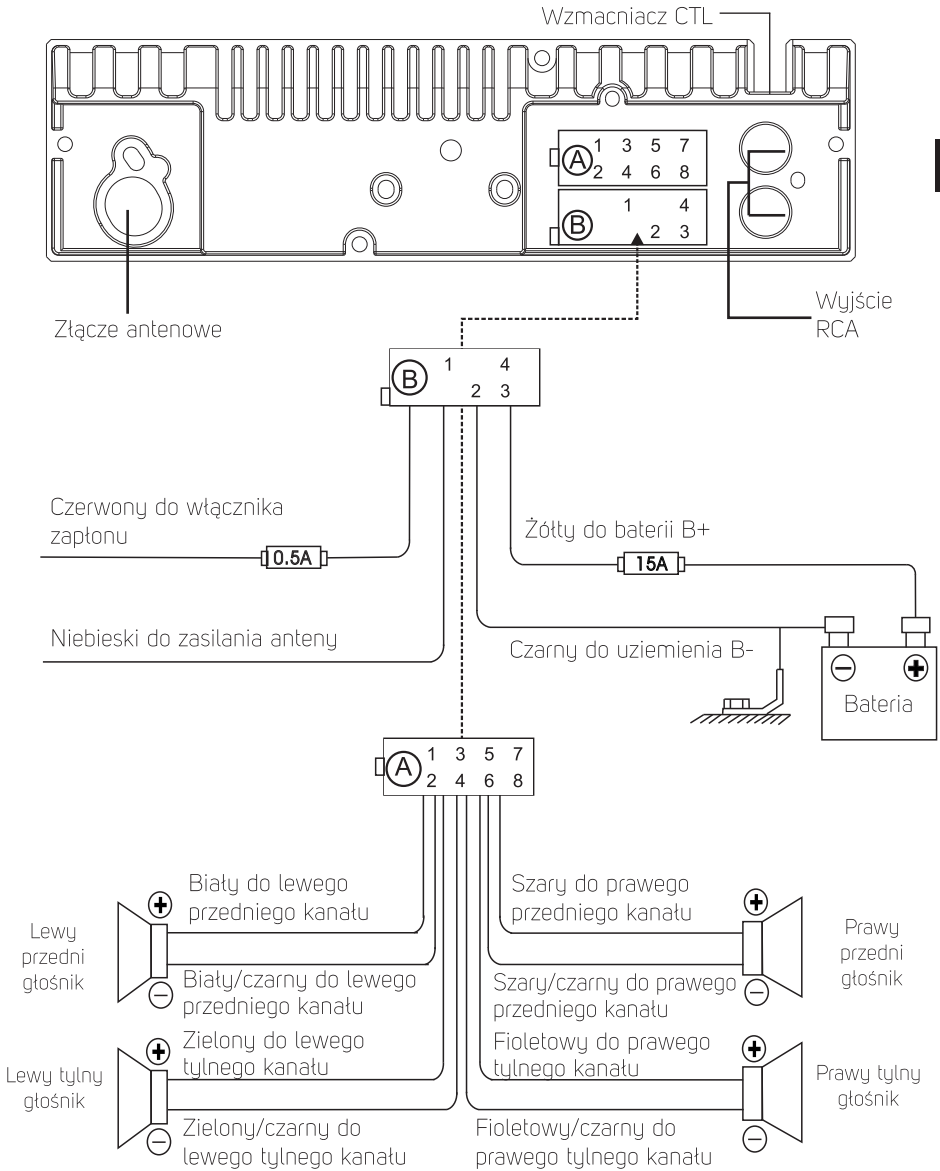 Wzmacniacz CTL
A 1 3 5 7
2 4 6 8
B 1 4
2 3
Złącze antenowe
Wyjście
RCA
B 1 4
2 3
Czerwony do włącznika
zapłonu
0.5A
Żółty do baterii B+
15A
Niebieski do zasilania anteny
Czarny do uziemienia B-
− +
Bateria
A 1 3 5 7
2 4 6 8
Biały do lewego
przedniego kanału
Szary do prawego
przedniego kanału
+
+
Lewy
przedni
głośnik
Prawy
przedni
głośnik
−
−
Biały/czarny do lewego
przedniego kanału
Szary/czarny do prawego
przedniego kanału
Zielony do lewego
tylnego kanału
Fioletowy do prawego
tylnego kanału
+
+
Lewy tylny
głośnik
Prawy tylny
głośnik
−
−
Zielony/czarny do
lewego tylnego kanału
Fioletowy/czarny do
prawego tylnego kanału